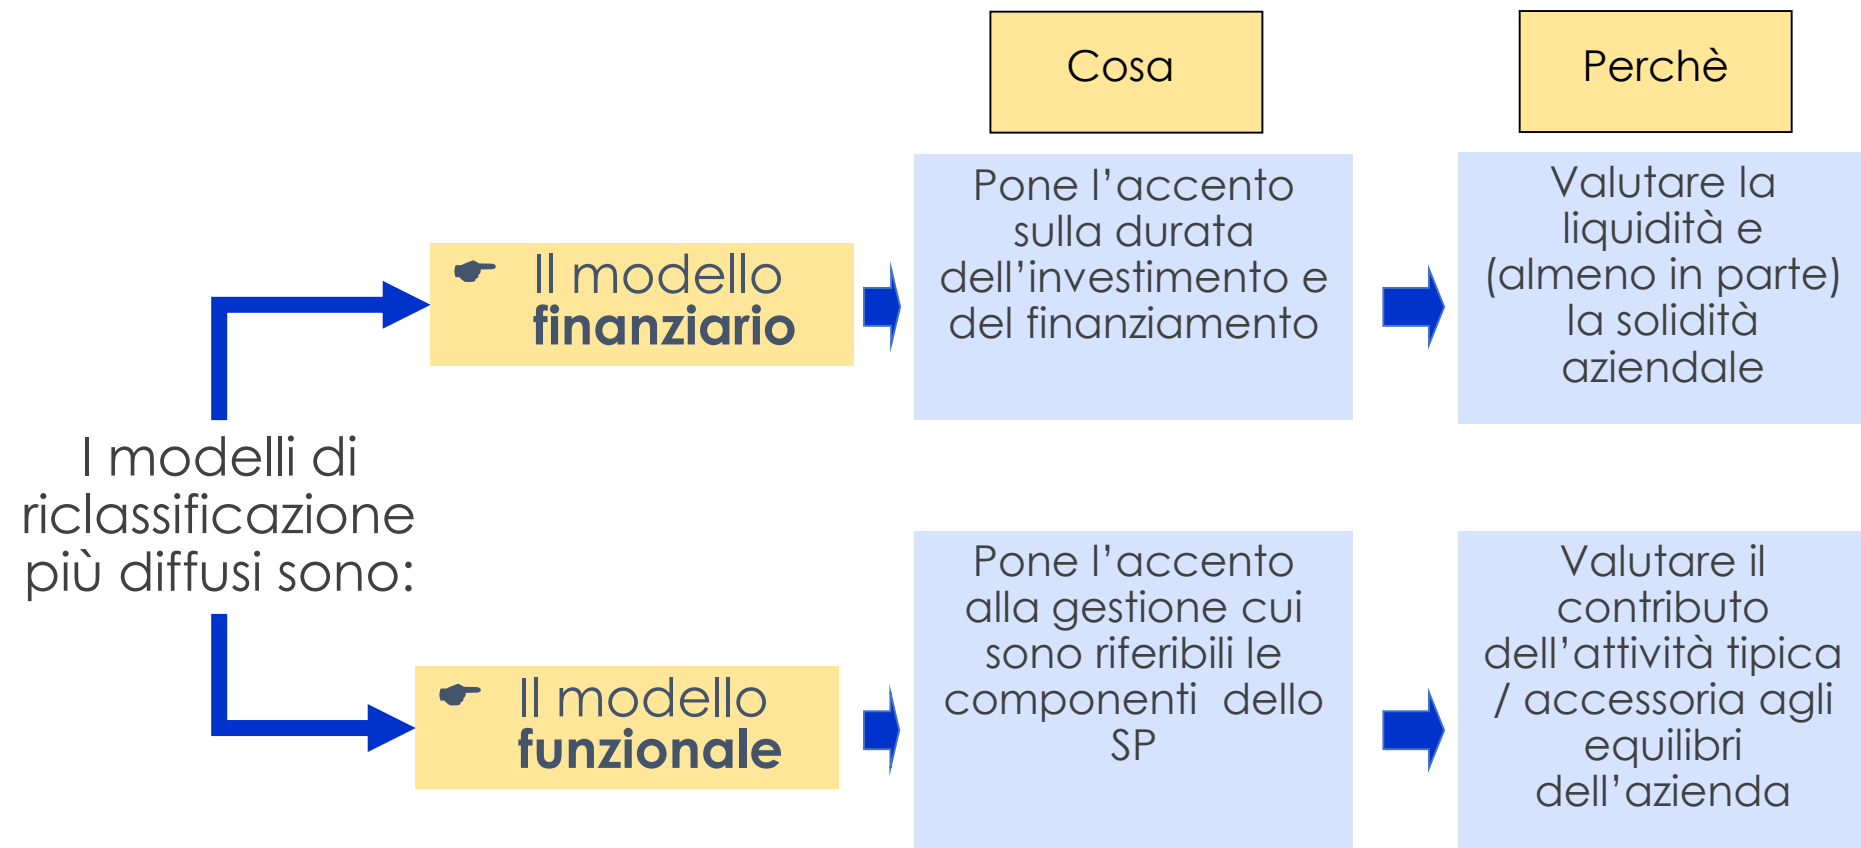 Cosa
Perchè
I modelli di
riclassificazione
più diffusi sono:
☛ Il modello
finanziario
Pone l’accento
sulla durata
dell’investimento e
del finanziamento
Valutare la
liquidità e
(almeno in parte)
la solidità
aziendale
☛ Il modello
funzionale
Pone l’accento
alla gestione cui
sono riferibili le
componenti dello
SP
Valutare il
contributo
dell’attività tipica
/ accessoria agli
equilibri
dell’azienda